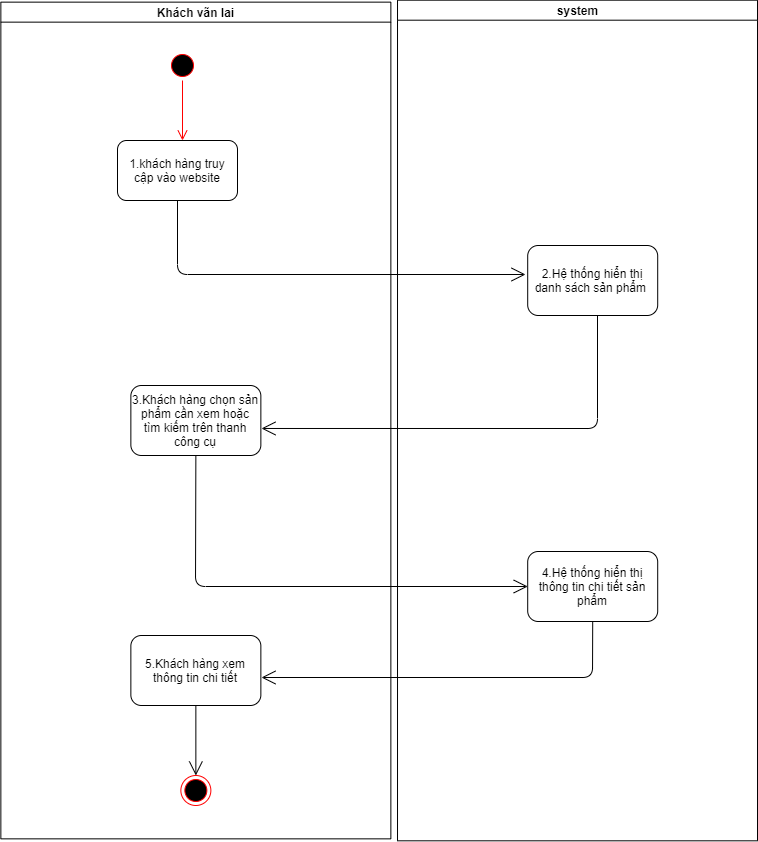 Khách vãn lai
system
1.khách hàng truy
cập vào website
2.Hệ thống hiển thị
danh sách sản phẩm
3.Khách hàng chọn sản
phẩm cần xem hoặc
tìm kiếm trên thanh
công cụ
4.Hệ thống hiển thị
thông tin chi tiết sản
phẩm
5.Khách hàng xem
thông tin chi tiết